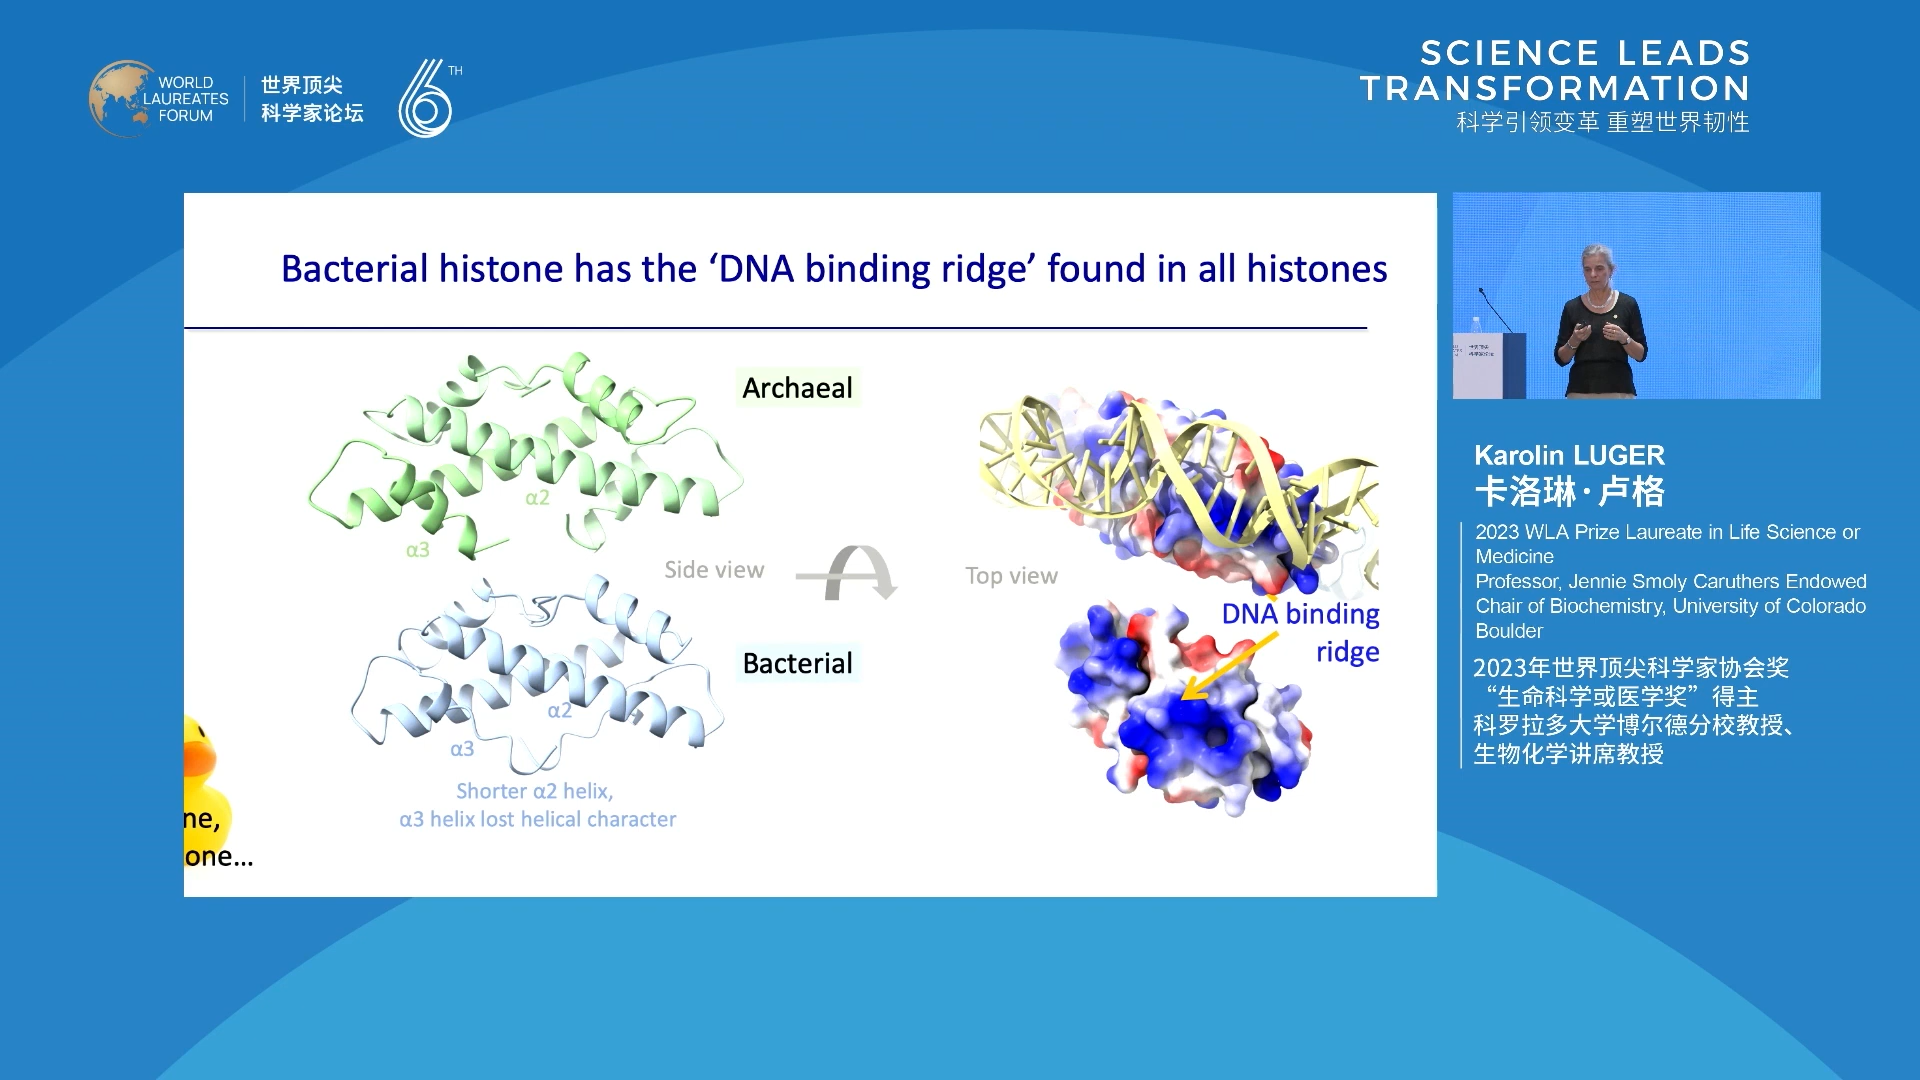 WORLD
LAUREATES
FORUM
世界顶尖
科学家论坛
6TH
SCIENCE LEADS
TRANSFORMATION
科学引领变革 重塑世界韧性
Bacterial histone has the ‘DNA binding ridge’ found in all histones
Archaeal
α2
α3
Side view
Top view
DNA binding
ridge
Bacterial
α2
α3
Shorter α2 helix,
α3 helix lost helical character
ne,
one...
Karolin LUGER
卡洛琳·卢格
2023 WLA Prize Laureate in Life Science or
Medicine
Professor, Jennie Smoly Caruthers Endowed
Chair of Biochemistry, University of Colorado
Boulder
2023年世界顶尖科学家协会奖
“生命科学或医学奖”得主
科罗拉多大学博尔德分校教授、
生物化学讲席教授